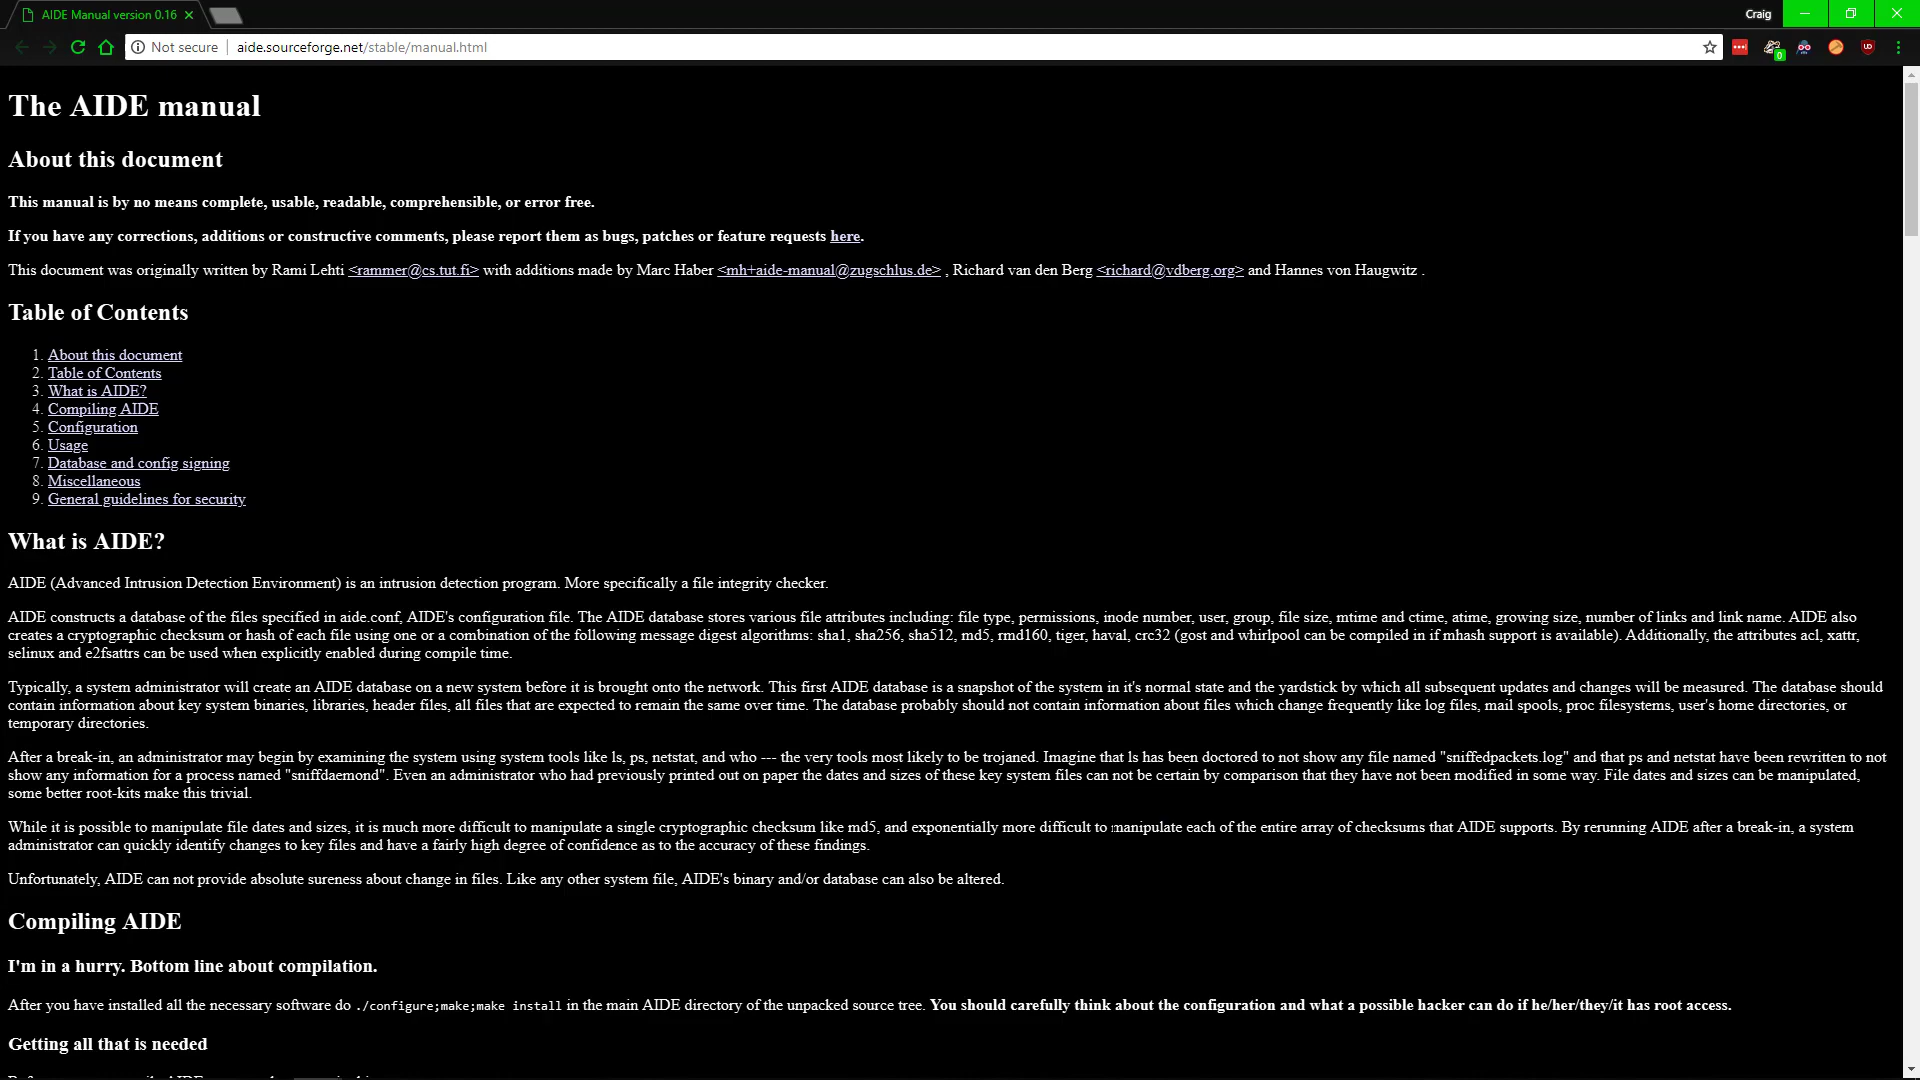 AIDE Manual version 0.16
Craig
Not secure
aide.sourceforge.net/stable/manual.html
0
The AIDE manual
About this document
This manual is by no means complete, usable, readable, comprehensible, or error free.
If you have any corrections, additions or constructive comments, please report them as bugs, patches or feature requests here.
This document was originally written by Rami Lehti <rammer@cs.tut.fi> with additions made by Marc Haber <mh+aide-manual@zugschlus.de> , Richard van den Berg <richard@vdberg.org> and Hannes von Haugwitz .
Table of Contents
1. About this document
2. Table of Contents
3. What is AIDE?
4. Compiling AIDE
5. Configuration
6. Usage
7. Database and config signing
8. Miscellaneous
9. General guidelines for security
What is AIDE?
AIDE (Advanced Intrusion Detection Environment) is an intrusion detection program. More specifically a file integrity checker.
AIDE constructs a database of the files specified in aide.conf, AIDE's configuration file. The AIDE database stores various file attributes including: file type, permissions, inode number, user, group, file size, mtime and ctime, atime, growing size, number of links and link name. AIDE also
creates a cryptographic checksum or hash of each file using one or a combination of the following message digest algorithms: sha1, sha256, sha512, md5, rmd160, tiger, haval, crc32 (gost and whirlpool can be compiled in if mhash support is available). Additionally, the attributes acl, xattr,
selinux and e2fsattrs can be used when explicitly enabled during compile time.
Typically, a system administrator will create an AIDE database on a new system before it is brought onto the network. This first AIDE database is a snapshot of the system in it's normal state and the yardstick by which all subsequent updates and changes will be measured. The database should
contain information about key system binaries, libraries, header files, all files that are expected to remain the same over time. The database probably should not contain information about files which change frequently like log files, mail spools, proc filesystems, user's home directories, or
temporary directories.
After a break-in, an administrator may begin by examining the system using system tools like ls, ps, netstat, and who --- the very tools most likely to be trojaned. Imagine that ls has been doctored to not show any file named "sniffedpackets.log" and that ps and netstat have been rewritten to not
show any information for a process named "sniffdaemond". Even an administrator who had previously printed out on paper the dates and sizes of these key system files can not be certain by comparison that they have not been modified in some way. File dates and sizes can be manipulated,
some better root-kits make this trivial.
While it is possible to manipulate file dates and sizes, it is much more difficult to manipulate a single cryptographic checksum like md5, and exponentially more difficult to manipulate each of the entire array of checksums that AIDE supports. By rerunning AIDE after a break-in, a system
administrator can quickly identify changes to key files and have a fairly high degree of confidence as to the accuracy of these findings.
Unfortunately, AIDE can not provide absolute sureness about change in files. Like any other system file, AIDE's binary and/or database can also be altered.
Compiling AIDE
I'm in a hurry. Bottom line about compilation.
After you have installed all the necessary software do ./configure;make;make install in the main AIDE directory of the unpacked source tree. You should carefully think about the configuration and what a possible hacker can do if he/her/they/it has root access.
Getting all that is needed